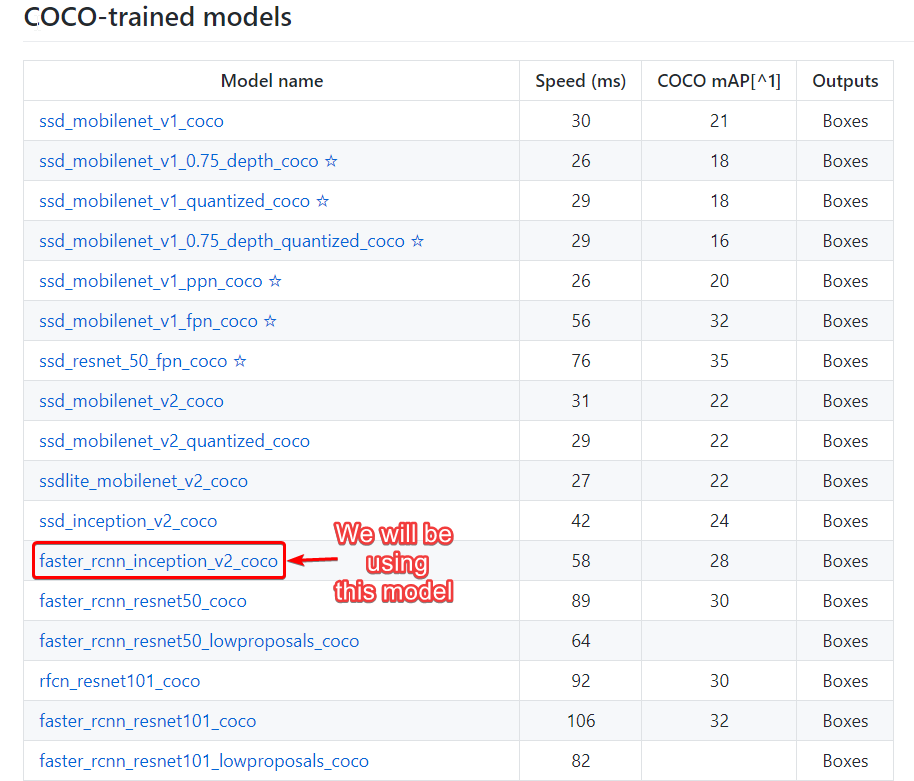 COCO-trained models
Model name Speed (ms) COCO mAP[^1] Outputs
ssd_mobilenet_v1_coco 30 21 Boxes
ssd_mobilenet_v1_0.75_depth_coco ☆ 26 18 Boxes
ssd_mobilenet_v1_quantized_coco ☆ 29 18 Boxes
ssd_mobilenet_v1_0.75_depth_quantized_coco ☆ 29 16 Boxes
ssd_mobilenet_v1_ppn_coco ☆ 26 20 Boxes
ssd_mobilenet_v1_fpn_coco ☆ 56 32 Boxes
ssd_resnet_50_fpn_coco ☆ 76 35 Boxes
ssd_mobilenet_v2_coco 31 22 Boxes
ssd_mobilenet_v2_quantized_coco 29 22 Boxes
ssdlite_mobilenet_v2_coco 27 22 Boxes
ssd_inception_v2_coco 42 24 Boxes
faster_rcnn_inception_v2_coco 58 28 Boxes
We will be
using
this model
faster_rcnn_resnet50_coco 89 30 Boxes
faster_rcnn_resnet50_lowproposals_coco 64 Boxes
rfcn_resnet101_coco 92 30 Boxes
faster_rcnn_resnet101_coco 106 32 Boxes
faster_rcnn_resnet101_lowproposals_coco 82 Boxes